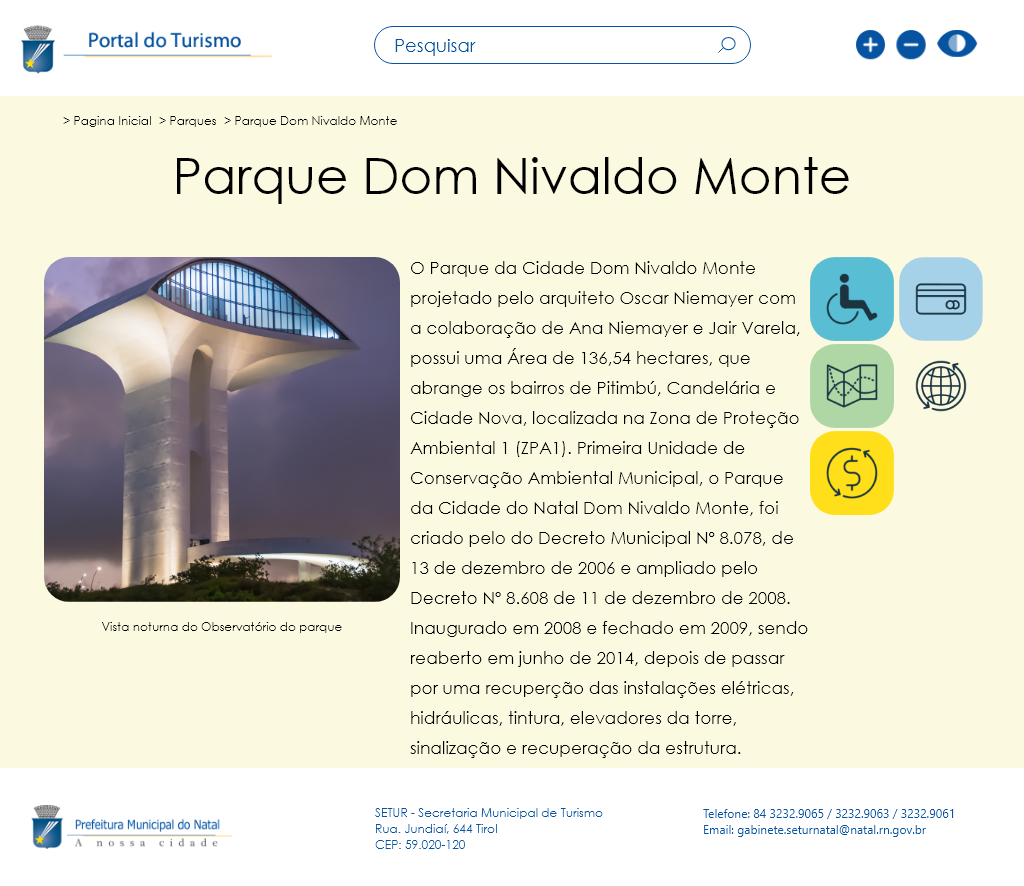 Portal do Turismo
Pesquisar
> Pagina Inicial > Parques > Parque Dom Nivaldo Monte
Parque Dom Nivaldo Monte
O Parque da Cidade Dom Nivaldo Monte
projetado pelo arquiteto Oscar Niemayer com
a colaboração de Ana Niemayer e Jair Varela,
possui uma Área de 136,54 hectares, que
abrange os bairros de Pitimbú, Candelária e
Cidade Nova, localizada na Zona de Proteção
Ambiental 1 (ZPA1). Primeira Unidade de
Conservação Ambiental Municipal, o Parque
da Cidade do Natal Dom Nivaldo Monte, foi
criado pelo do Decreto Municipal Nº 8.078, de
13 de dezembro de 2006 e ampliado pelo
Decreto Nº 8.608 de 11 de dezembro de 2008.
Inaugurado em 2008 e fechado em 2009, sendo
reaberto em junho de 2014, depois de passar
por uma recuperção das instalações elétricas,
hidráulicas, tintura, elevadores da torre,
sinalização e recuperação da estrutura.
Vista noturna do Observatório do parque
Prefeitura Municipal do Natal
A nossa cidade
SETUR - Secretaria Municipal de Turismo
Rua. Jundiaí, 644 Tirol
CEP: 59.020-120
Telefone: 84 3232.9065 / 3232.9063 / 3232.9061
Email: gabinete.seturnatal@natal.rn.gov.br